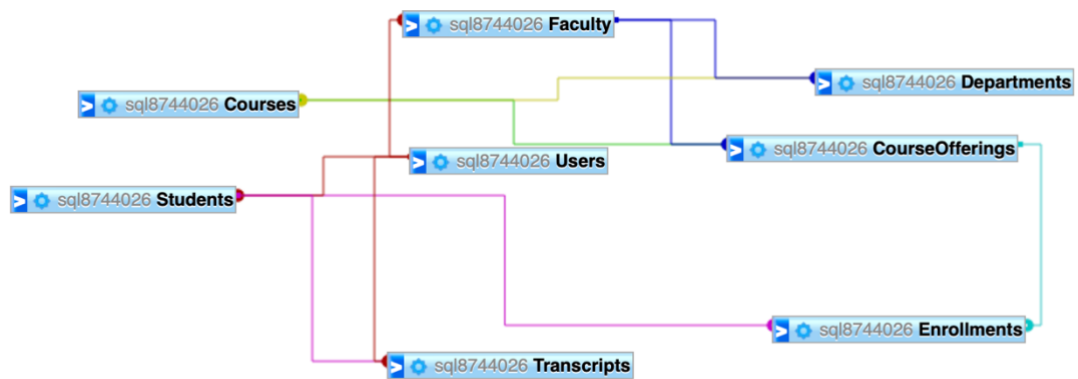 sql8744026 Faculty
sql8744026 Departments
sql8744026 Courses
sql8744026 CourseOfferings
sql8744026 Users
sql8744026 Students
sql8744026 Enrollments
sql8744026 Transcripts